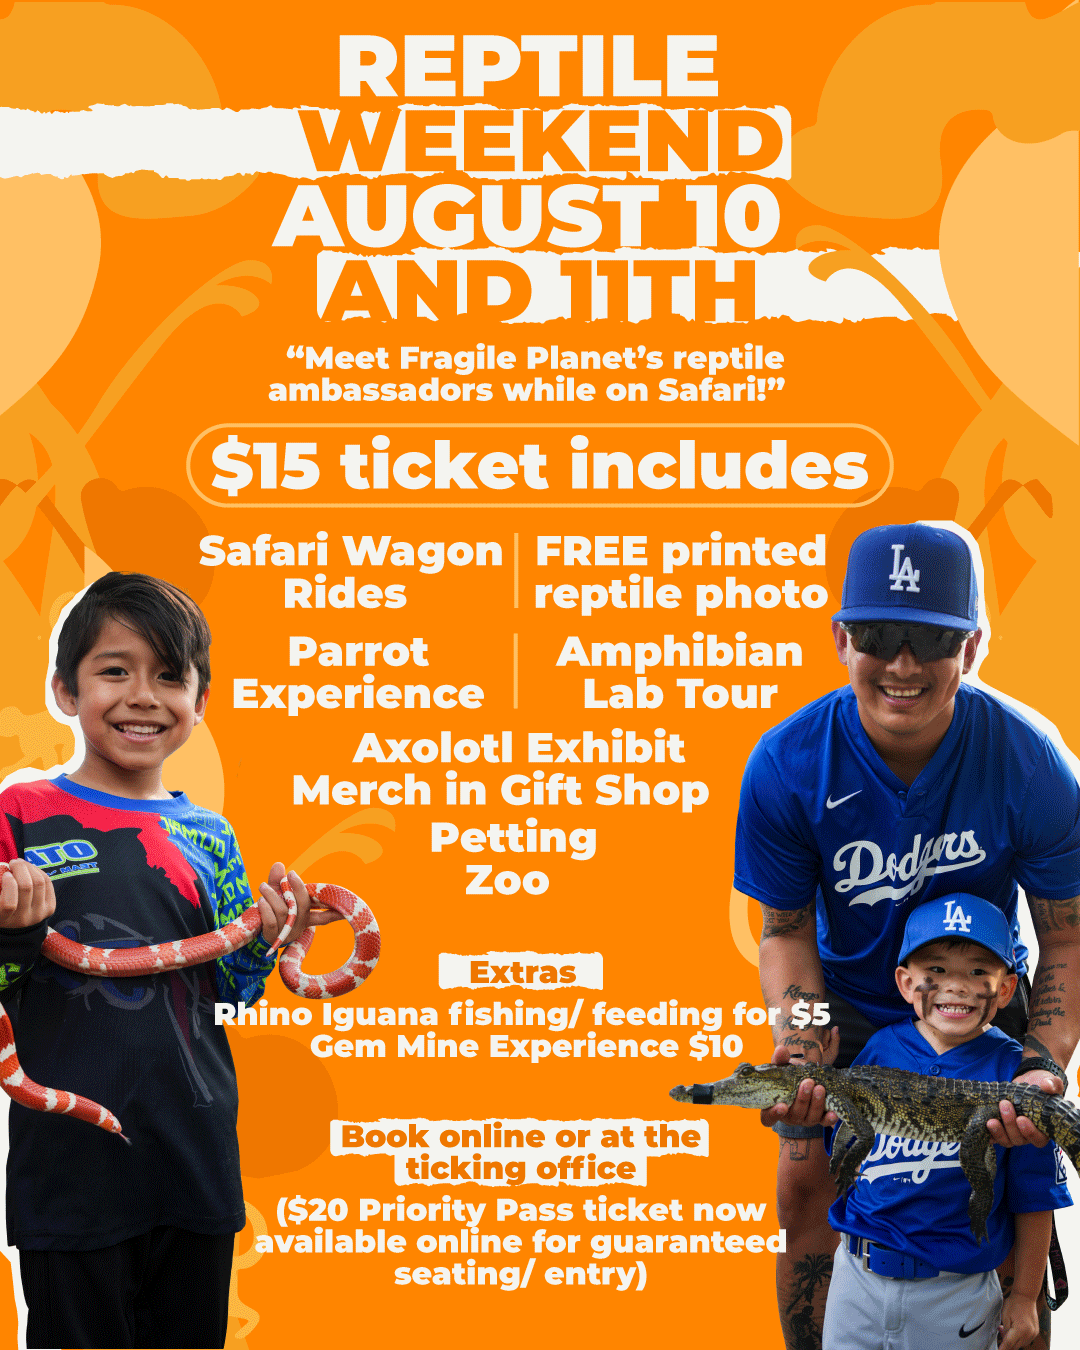 REPTILE
WEEKEND
AUGUST 10
AND 11TH
“Meet Fragile Planet’s reptile
ambassadors while on Safari!”
$15 ticket includes
Safari Wagon
Rides
FREE printed
reptile photo
Parrot
Experience
Amphibian
Lab Tour
Axolotl Exhibit
Merch in Gift Shop
Petting
Zoo
Extras
Rhino Iguana fishing/ feeding for $5
Gem Mine Experience $10
Book online or at the
ticking office
($20 Priority Pass ticket now
available online for guaranteed
seating/ entry)
LA
Dodgers
LA